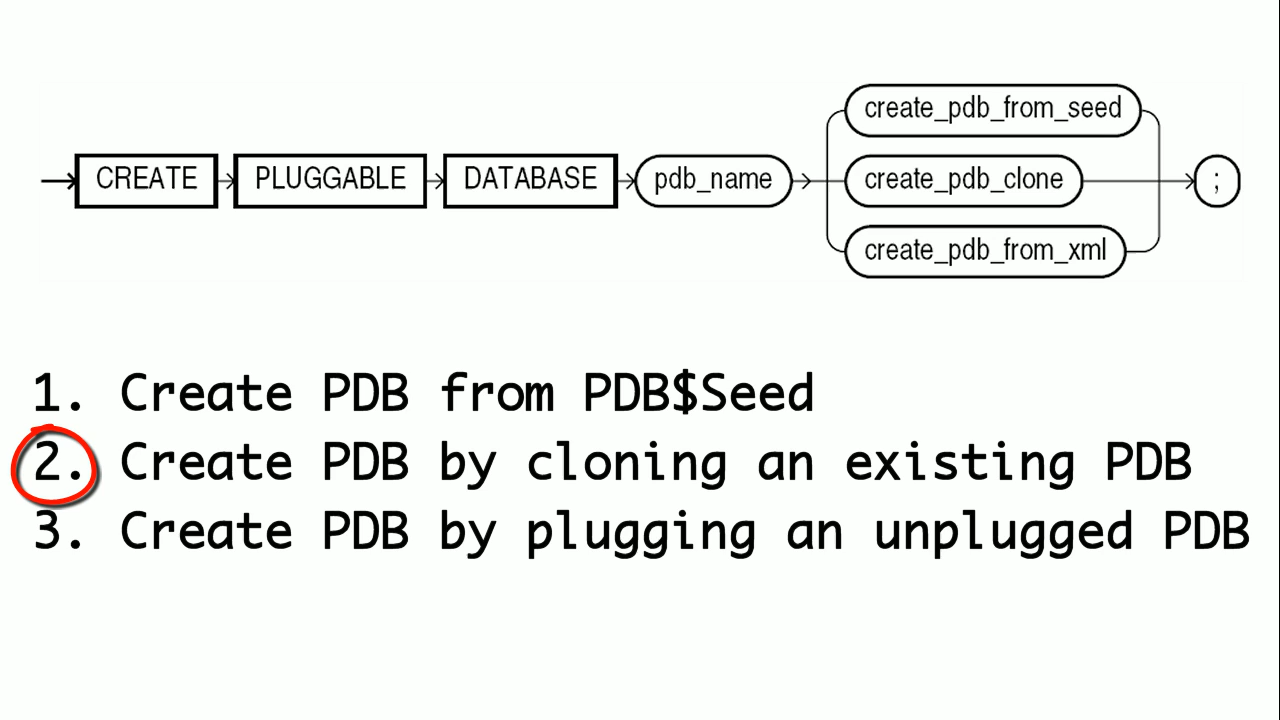 create_pdb_from_seed
CREATE PLUGGABLE DATABASE pdb_name create_pdb_clone ;
create_pdb_from_xml
1. Create PDB from PDB$Seed
2. Create PDB by cloning an existing PDB
3. Create PDB by plugging an unplugged PDB